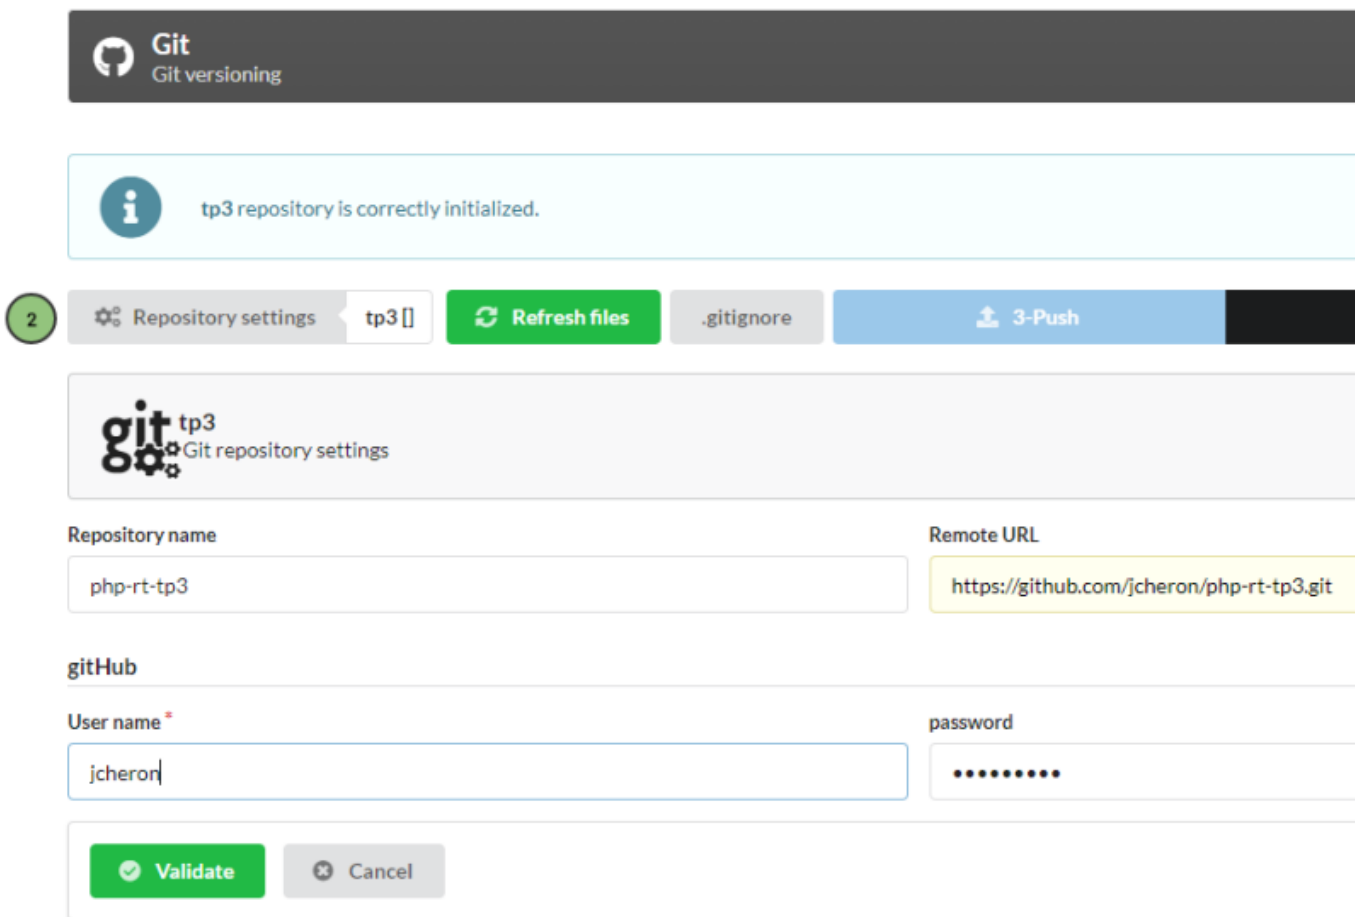 Git
Git versioning
tp3 repository is correctly initialized.
2
Repository settings tp3 [] Refresh files .gitignore 3-Push
git tp3
Git repository settings
Repository name Remote URL
php-rt-tp3 https://github.com/jcheron/php-rt-tp3.git
gitHub
User name * password
jcheron •••••••••
Validate Cancel